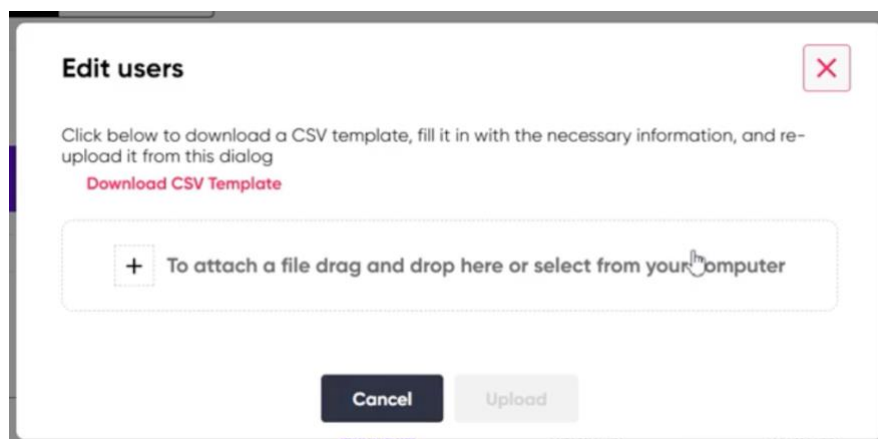 Edit users
Click below to download a CSV template, fill it in with the necessary information, and re-
upload it from this dialog
Download CSV Template
To attach a file drag and drop here or select from your computer
Cancel
Upload